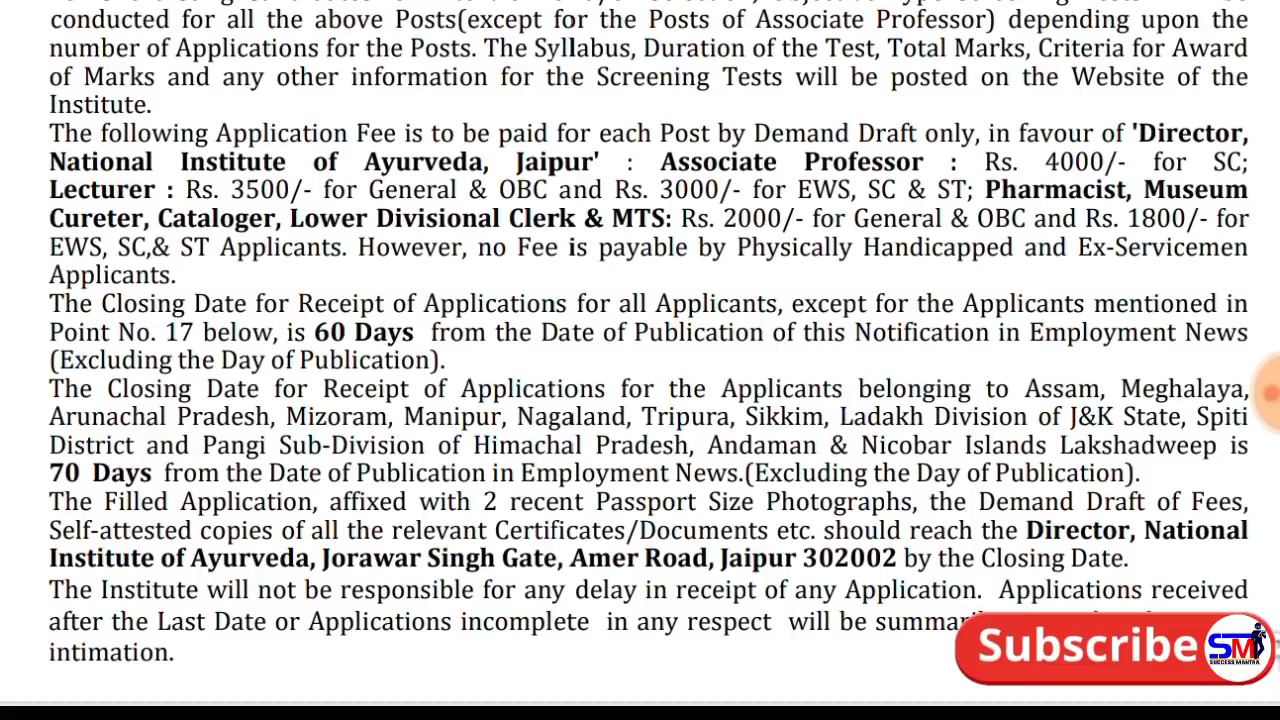 conducted for all the above Posts(except for the Posts of Associate Professor) depending upon the
number of Applications for the Posts. The Syllabus, Duration of the Test, Total Marks, Criteria for Award
of Marks and any other information for the Screening Tests will be posted on the Website of the
Institute.
The following Application Fee is to be paid for each Post by Demand Draft only, in favour of 'Director,
National Institute of Ayurveda, Jaipur' : Associate Professor : Rs. 4000/- for SC;
Lecturer : Rs. 3500/- for General & OBC and Rs. 3000/- for EWS, SC & ST; Pharmacist, Museum
Cureter, Cataloger, Lower Divisional Clerk & MTS: Rs. 2000/- for General & OBC and Rs. 1800/- for
EWS, SC,& ST Applicants. However, no Fee is payable by Physically Handicapped and Ex-Servicemen
Applicants.
The Closing Date for Receipt of Applications for all Applicants, except for the Applicants mentioned in
Point No. 17 below, is 60 Days from the Date of Publication of this Notification in Employment News
(Excluding the Day of Publication).
The Closing Date for Receipt of Applications for the Applicants belonging to Assam, Meghalaya,
Arunachal Pradesh, Mizoram, Manipur, Nagaland, Tripura, Sikkim, Ladakh Division of J&K State, Spiti
District and Pangi Sub-Division of Himachal Pradesh, Andaman & Nicobar Islands Lakshadweep is
70 Days from the Date of Publication in Employment News.(Excluding the Day of Publication).
The Filled Application, affixed with 2 recent Passport Size Photographs, the Demand Draft of Fees,
Self-attested copies of all the relevant Certificates/Documents etc. should reach the Director, National
Institute of Ayurveda, Jorawar Singh Gate, Amer Road, Jaipur 302002 by the Closing Date.
The Institute will not be responsible for any delay in receipt of any Application. Applications received
after the Last Date or Applications incomplete in any respect will be
intimation.
Subscribe
SM
SUCCESS MANTRA